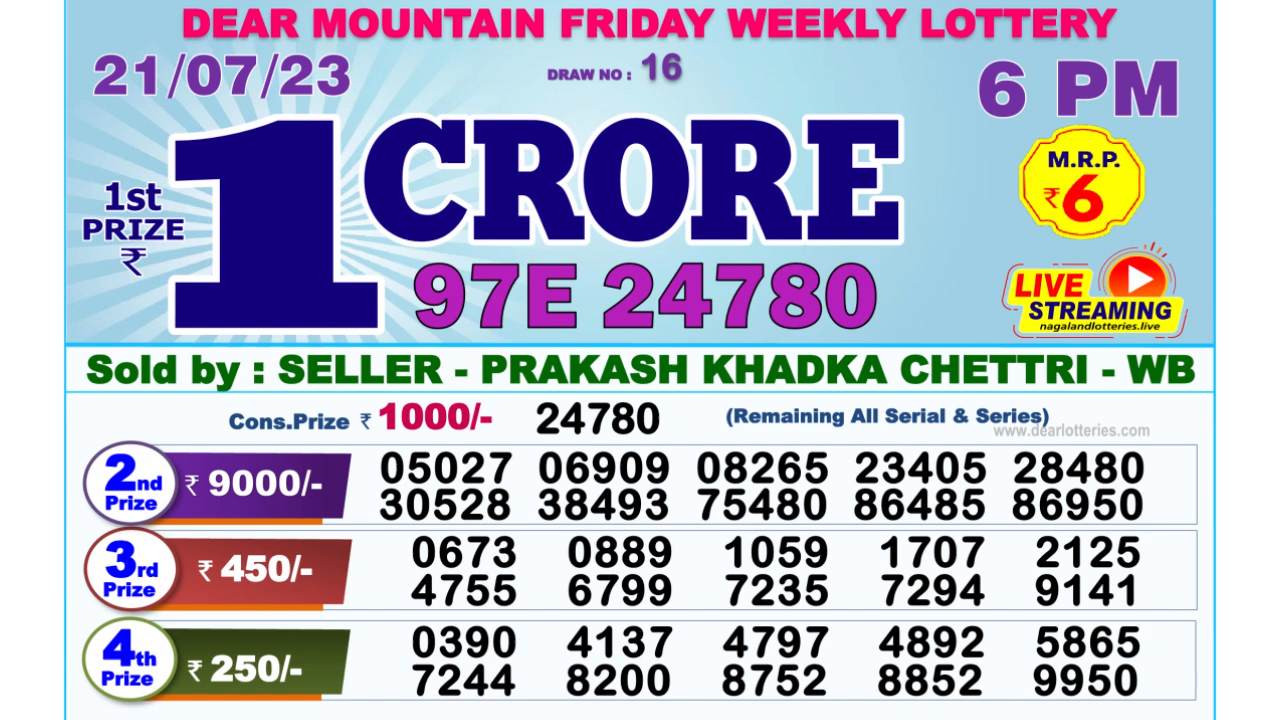 DEAR MOUNTAIN FRIDAY WEEKLY LOTTERY
21/07/23
DRAW NO : 16
6 PM
1st
PRIZE
₹
1 CRORE
97E 24780
M.R.P.
₹6
LIVE
STREAMING
nagalandlotteries.live
Sold by : SELLER - PRAKASH KHADKA CHETTRI - WB
Cons.Prize ₹ 1000/- 24780 (Remaining All Serial & Series)
www.dearlotteries.com
2nd
Prize
₹ 9000/-
05027 06909 08265 23405 28480
30528 38493 75480 86485 86950
3rd
Prize
₹ 450/-
0673 0889 1059 1707 2125
4755 6799 7235 7294 9141
4th
Prize
₹ 250/-
0390 4137 4797 4892 5865
7244 8200 8752 8852 9950